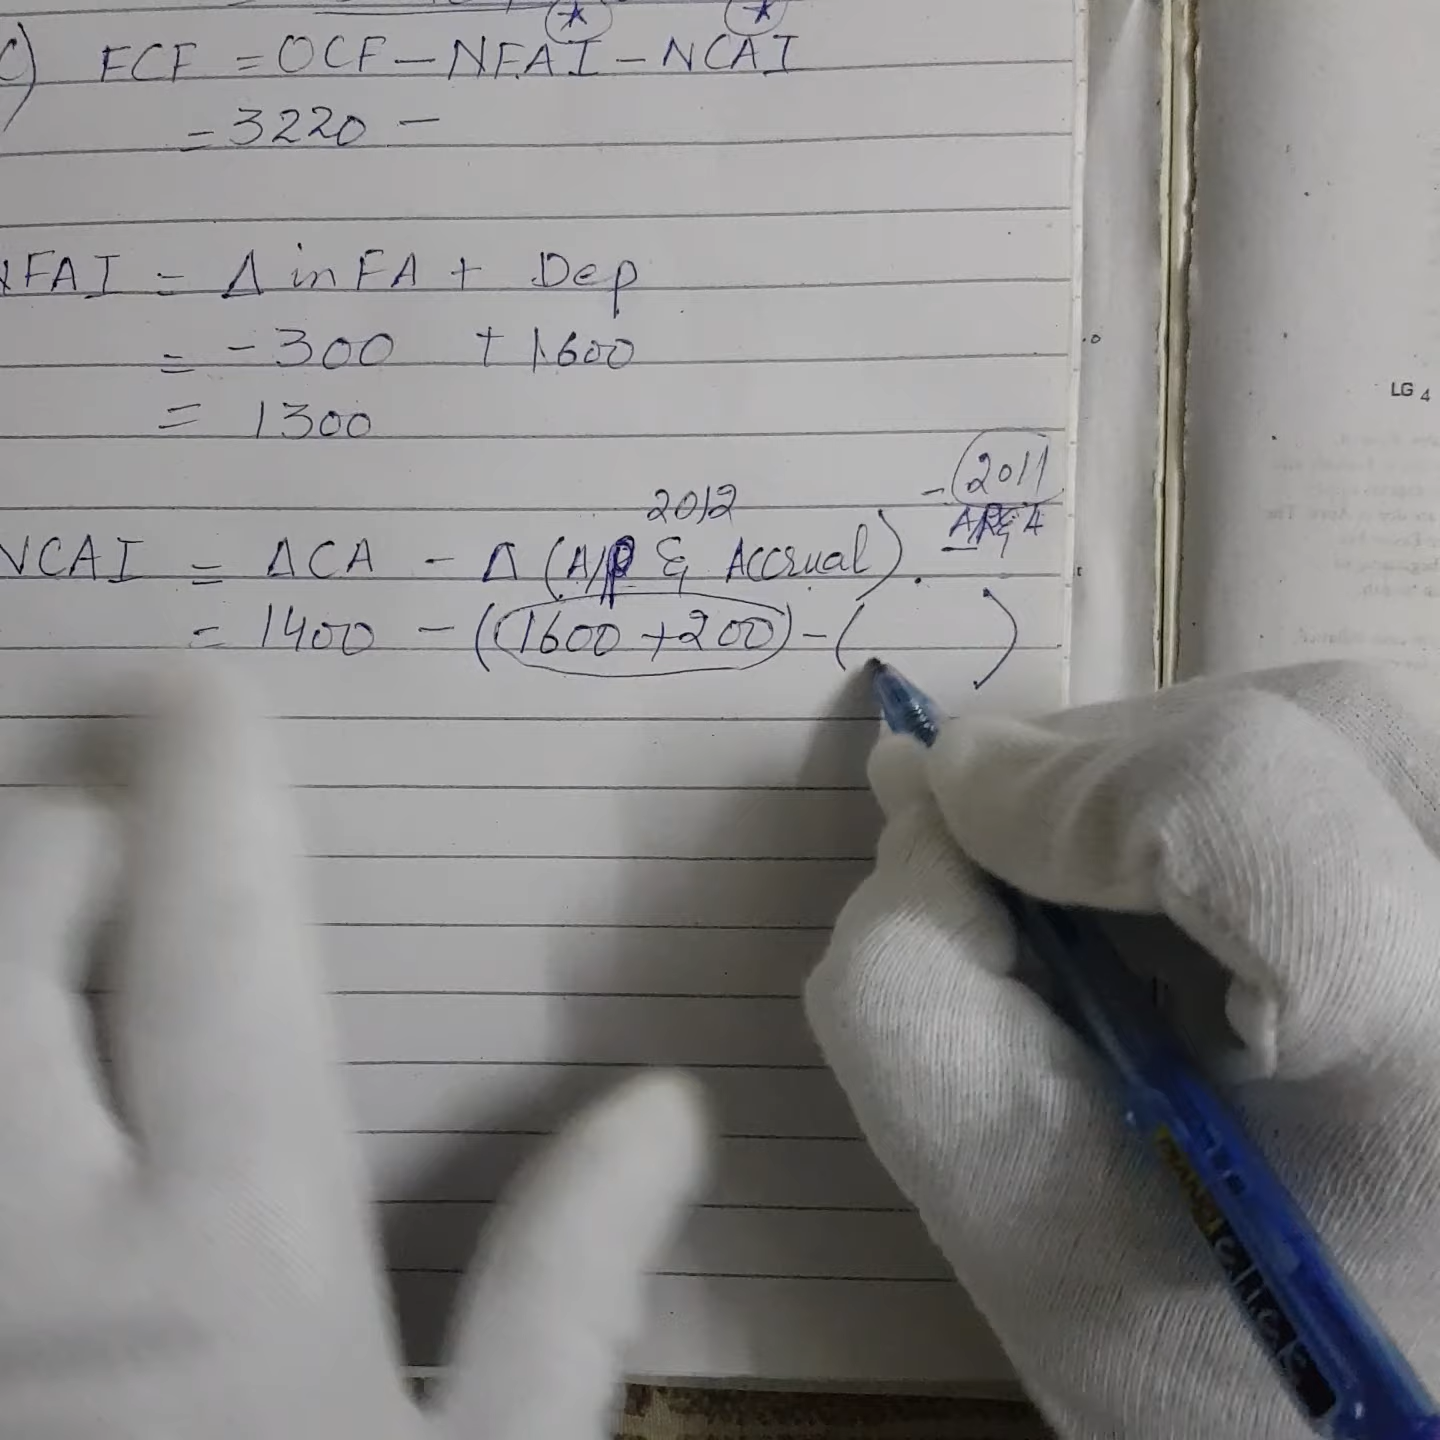 C) FCF = OCF - NFAI - NCAI
= 3220 -
NFAI = Δ in FA + Dep
= -300 + 1600
= 1300
2012 - 2011
NCAI = ΔCA - Δ (A/P & Accrual).
= 1400 - (1600 + 200) - ( )
LG 4
click